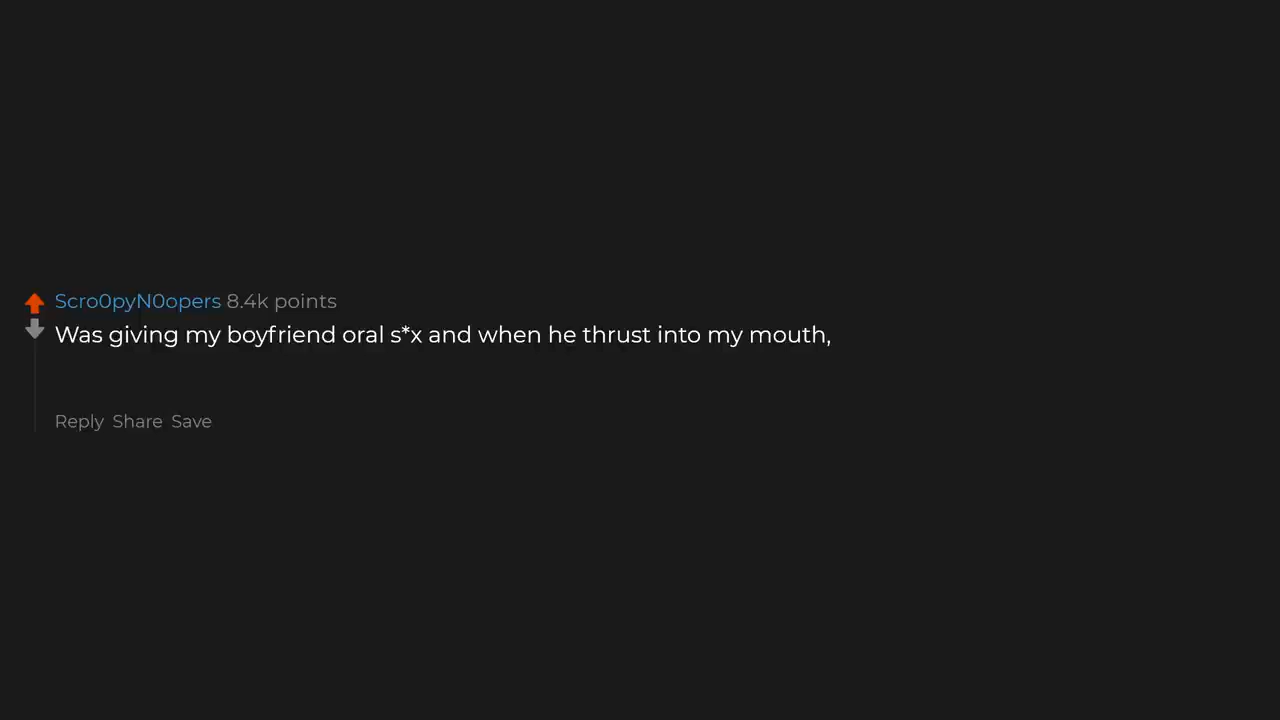 Scro0pyN0opers 8.4k points
Was giving my boyfriend oral s*x and when he thrust into my mouth,
Reply Share Save